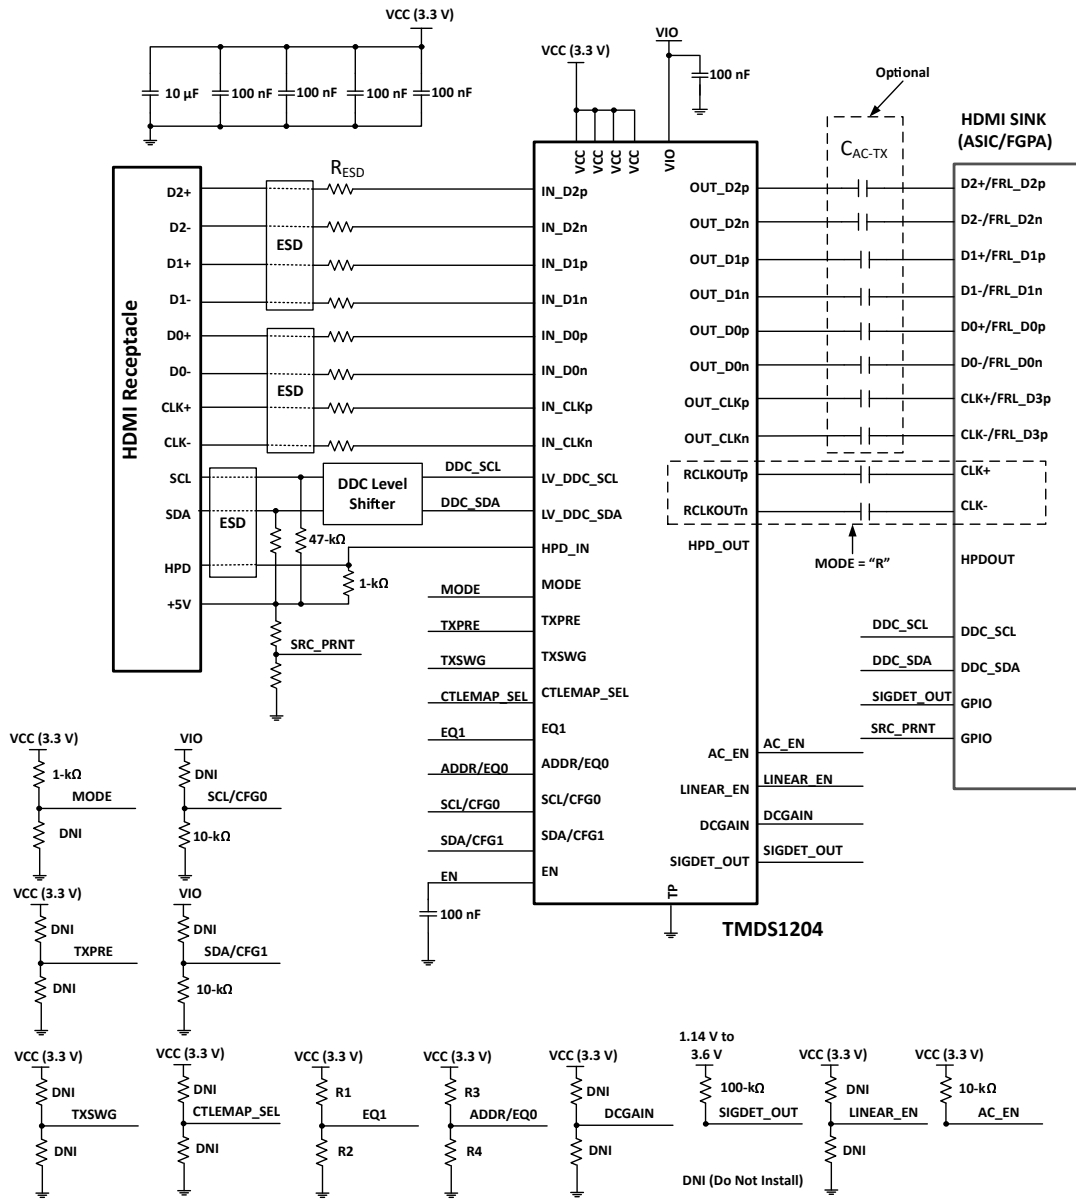 VCC (3.3 V)
10 µF
100 nF
100 nF
100 nF
100 nF
VCC (3.3 V)
VIO
100 nF
Optional
HDMI SINK
(ASIC/FGPA)
C_AC-TX
R_ESD
VCC
VCC
VCC
VCC
VIO
HDMI Receptacle
D2+
D2-
D1+
D1-
D0+
D0-
CLK+
CLK-
SCL
SDA
HPD
+5V
ESD
ESD
ESD
DDC Level
Shifter
DDC_SCL
DDC_SDA
47-kΩ
1-kΩ
SRC_PRNT
MODE
TXPRE
TXSWG
CTLEMAP_SEL
EQ1
ADDR/EQ0
SCL/CFG0
SDA/CFG1
EN
100 nF
IN_D2p
IN_D2n
IN_D1p
IN_D1n
IN_D0p
IN_D0n
IN_CLKp
IN_CLKn
LV_DDC_SCL
LV_DDC_SDA
HPD_IN
MODE
TXPRE
TXSWG
CTLEMAP_SEL
EQ1
ADDR/EQ0
SCL/CFG0
SDA/CFG1
EN
OUT_D2p
OUT_D2n
OUT_D1p
OUT_D1n
OUT_D0p
OUT_D0n
OUT_CLKp
OUT_CLKn
RCLKOUTp
RCLKOUTn
HPD_OUT
AC_EN
LINEAR_EN
DCGAIN
SIGDET_OUT
TP
TMDS1204
AC_EN
LINEAR_EN
DCGAIN
SIGDET_OUT
MODE = “R”
D2+/FRL_D2p
D2-/FRL_D2n
D1+/FRL_D1p
D1-/FRL_D1n
D0+/FRL_D0p
D0-/FRL_D0n
CLK+/FRL_D3p
CLK-/FRL_D3p
CLK+
CLK-
HPDOUT
DDC_SCL
DDC_SDA
SIGDET_OUT
SRC_PRNT
DDC_SCL
DDC_SDA
GPIO
GPIO
VCC (3.3 V)
1-kΩ
MODE
DNI
VIO
DNI
SCL/CFG0
10-kΩ
VCC (3.3 V)
DNI
TXPRE
DNI
VIO
DNI
SDA/CFG1
10-kΩ
VCC (3.3 V)
DNI
TXSWG
DNI
VCC (3.3 V)
DNI
CTLEMAP_SEL
DNI
VCC (3.3 V)
R1
EQ1
R2
VCC (3.3 V)
R3
ADDR/EQ0
R4
VCC (3.3 V)
DNI
DCGAIN
DNI
1.14 V to
3.6 V
100-kΩ
SIGDET_OUT
VCC (3.3 V)
DNI
LINEAR_EN
DNI
VCC (3.3 V)
10-kΩ
AC_EN
DNI (Do Not Install)